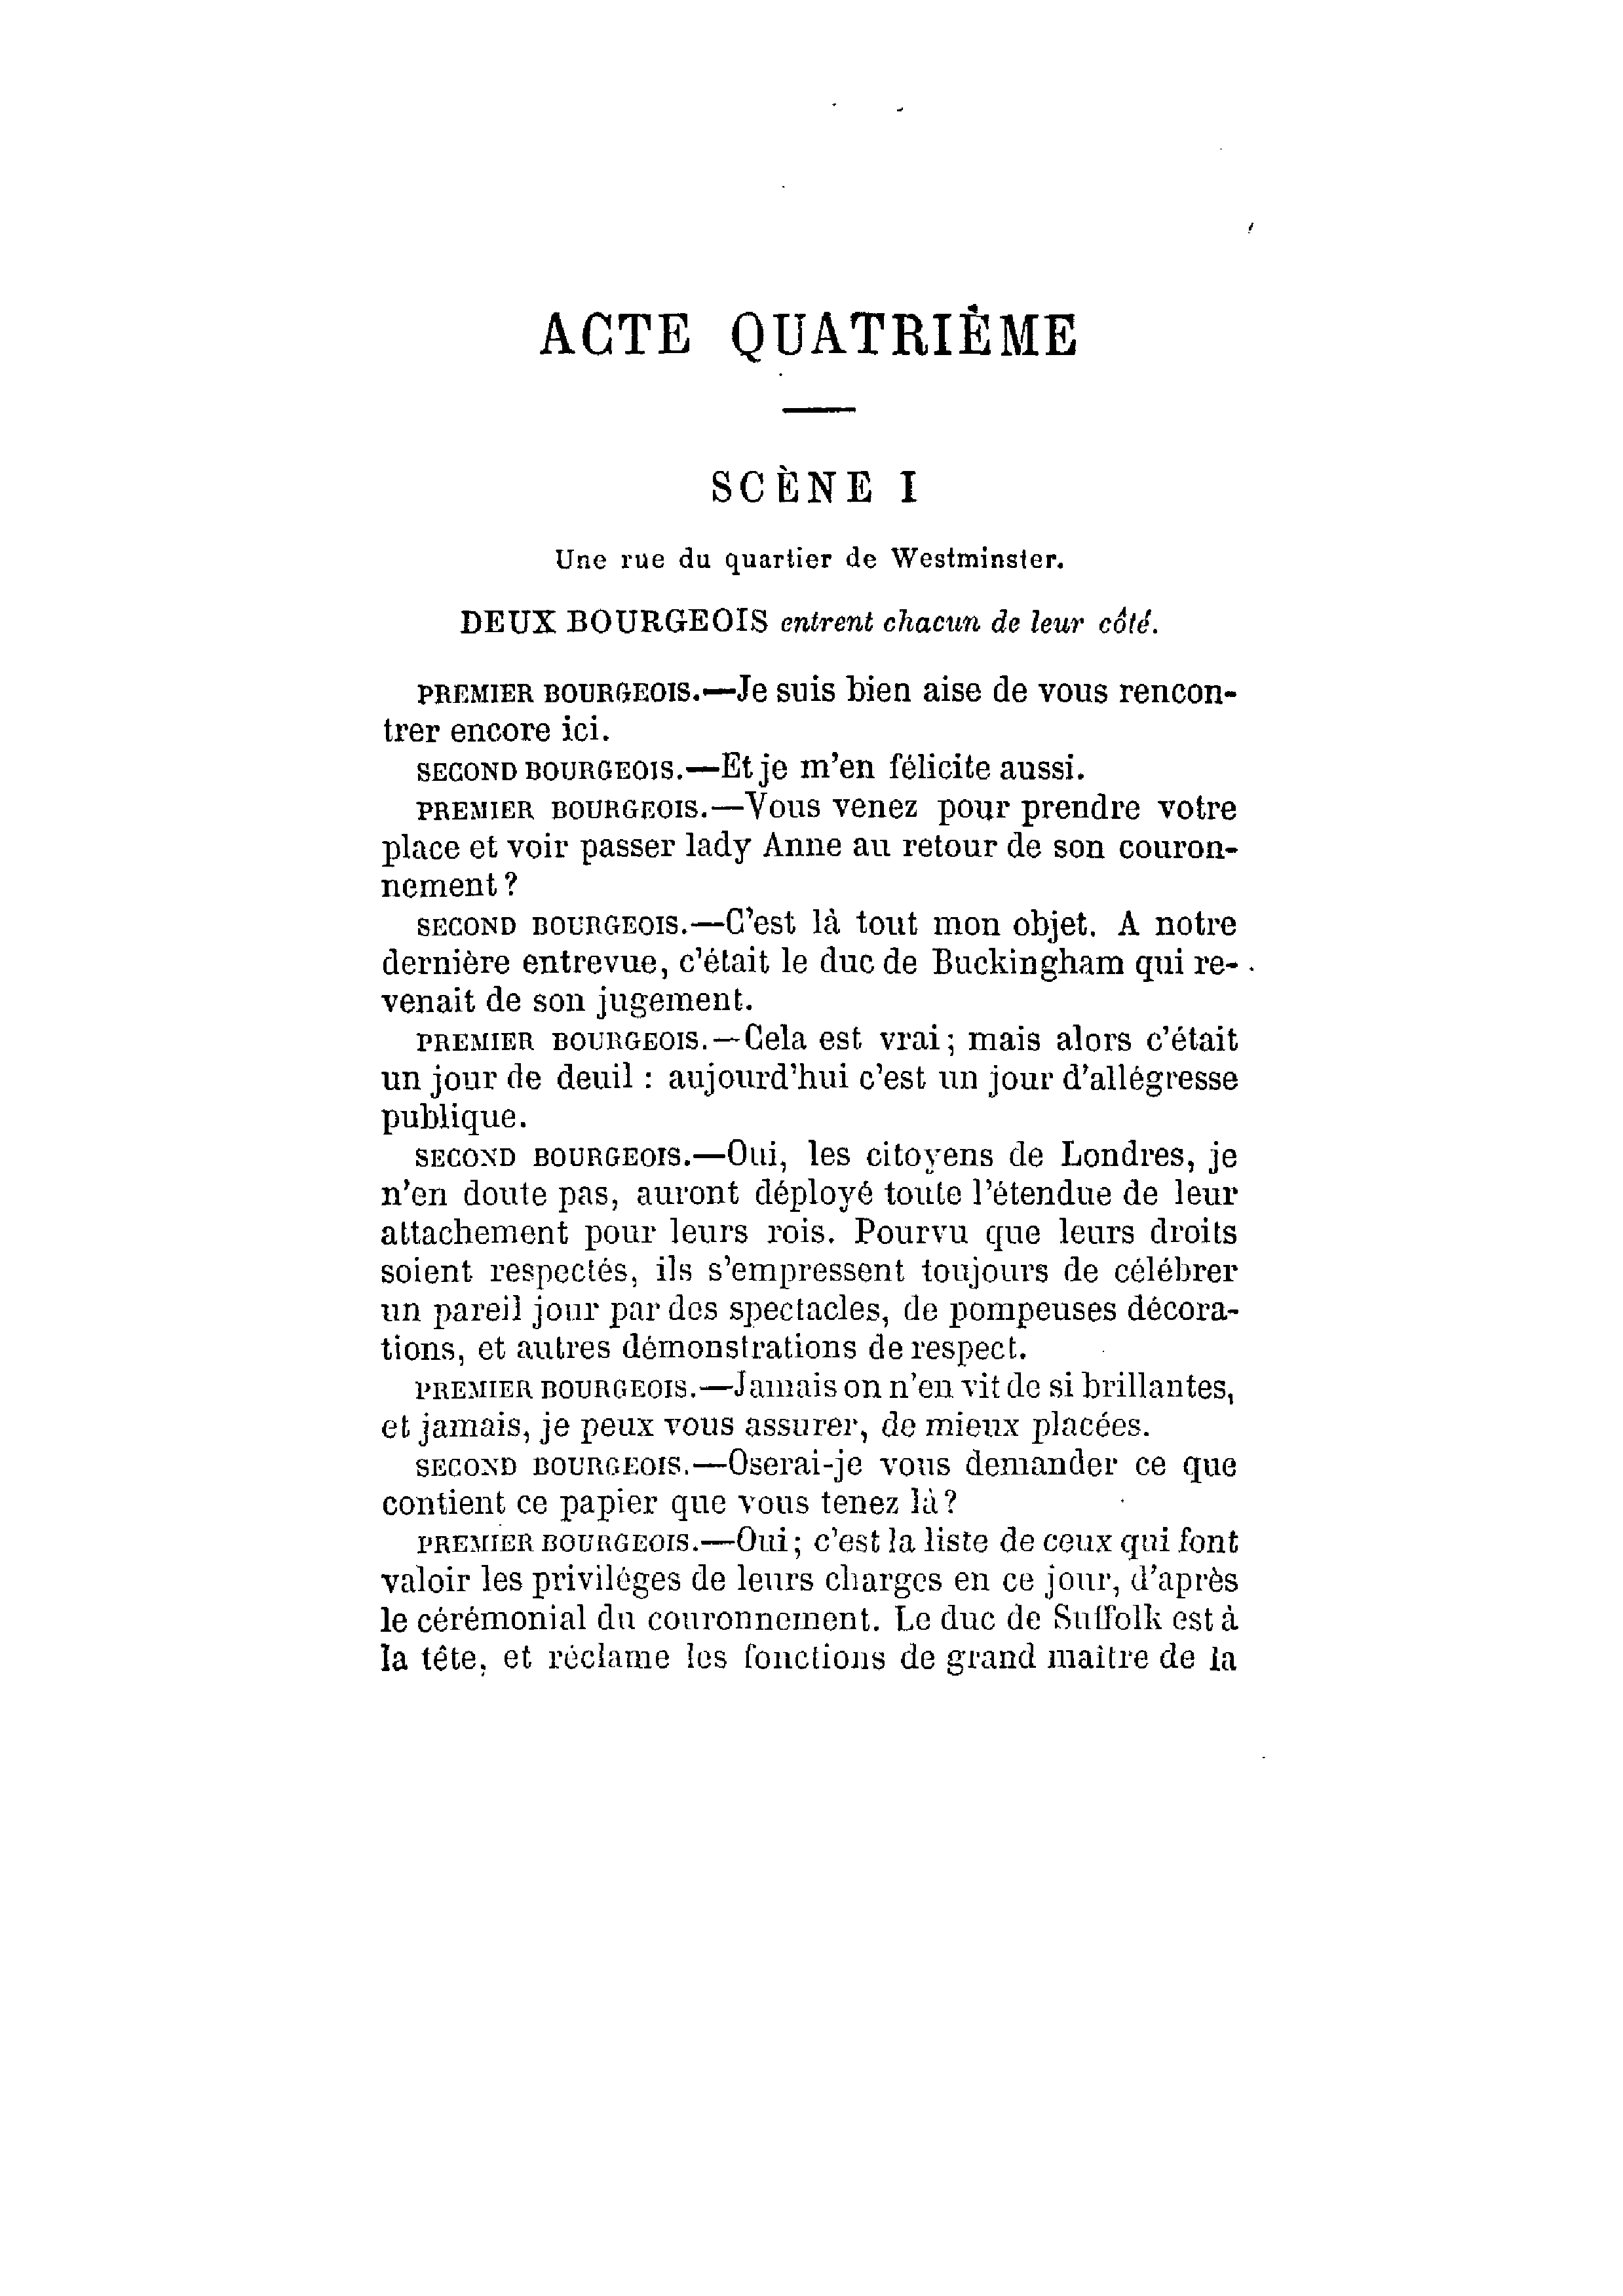 ACTE QUATRIÈME
SCÈNE I
Une rue du quartier de Westminster.
DEUX BOURGEOIS entrent chacun de leur côté.
PREMIER BOURGEOIS.—Je suis bien aise de vous rencon-
trer encore ici.
SECOND BOURGEOIS.—Et je m'en félicite aussi.
PREMIER BOURGEOIS.—Vous venez pour prendre votre
place et voir passer lady Anne au retour de son couron-
nement ?
SECOND BOURGEOIS.—C'est là tout mon objet. A notre
dernière entrevue, c'était le duc de Buckingham qui re-
venait de son jugement.
PREMIER BOURGEOIS.—Cela est vrai ; mais alors c'était
un jour de deuil : aujourd'hui c'est un jour d'allégresse
publique.
SECOND BOURGEOIS.—Oui, les citoyens de Londres, je
n'en doute pas, auront déployé toute l'étendue de leur
attachement pour leurs rois. Pourvu que leurs droits
soient respectés, ils s'empressent toujours de célébrer
un pareil jour par des spectacles, de pompeuses décora-
tions, et autres démonstrations de respect.
PREMIER BOURGEOIS.—Jamais on n'en vit de si brillantes,
et jamais, je peux vous assurer, de mieux placées.
SECOND BOURGEOIS.—Oserai-je vous demander ce que
contient ce papier que vous tenez là ?
PREMIER BOURGEOIS.—Oui ; c'est la liste de ceux qui font
valoir les priviléges de leurs charges en ce jour, d'après
le cérémonial du couronnement. Le duc de Suffolk est à
la tête, et réclame les fonctions de grand maître de la